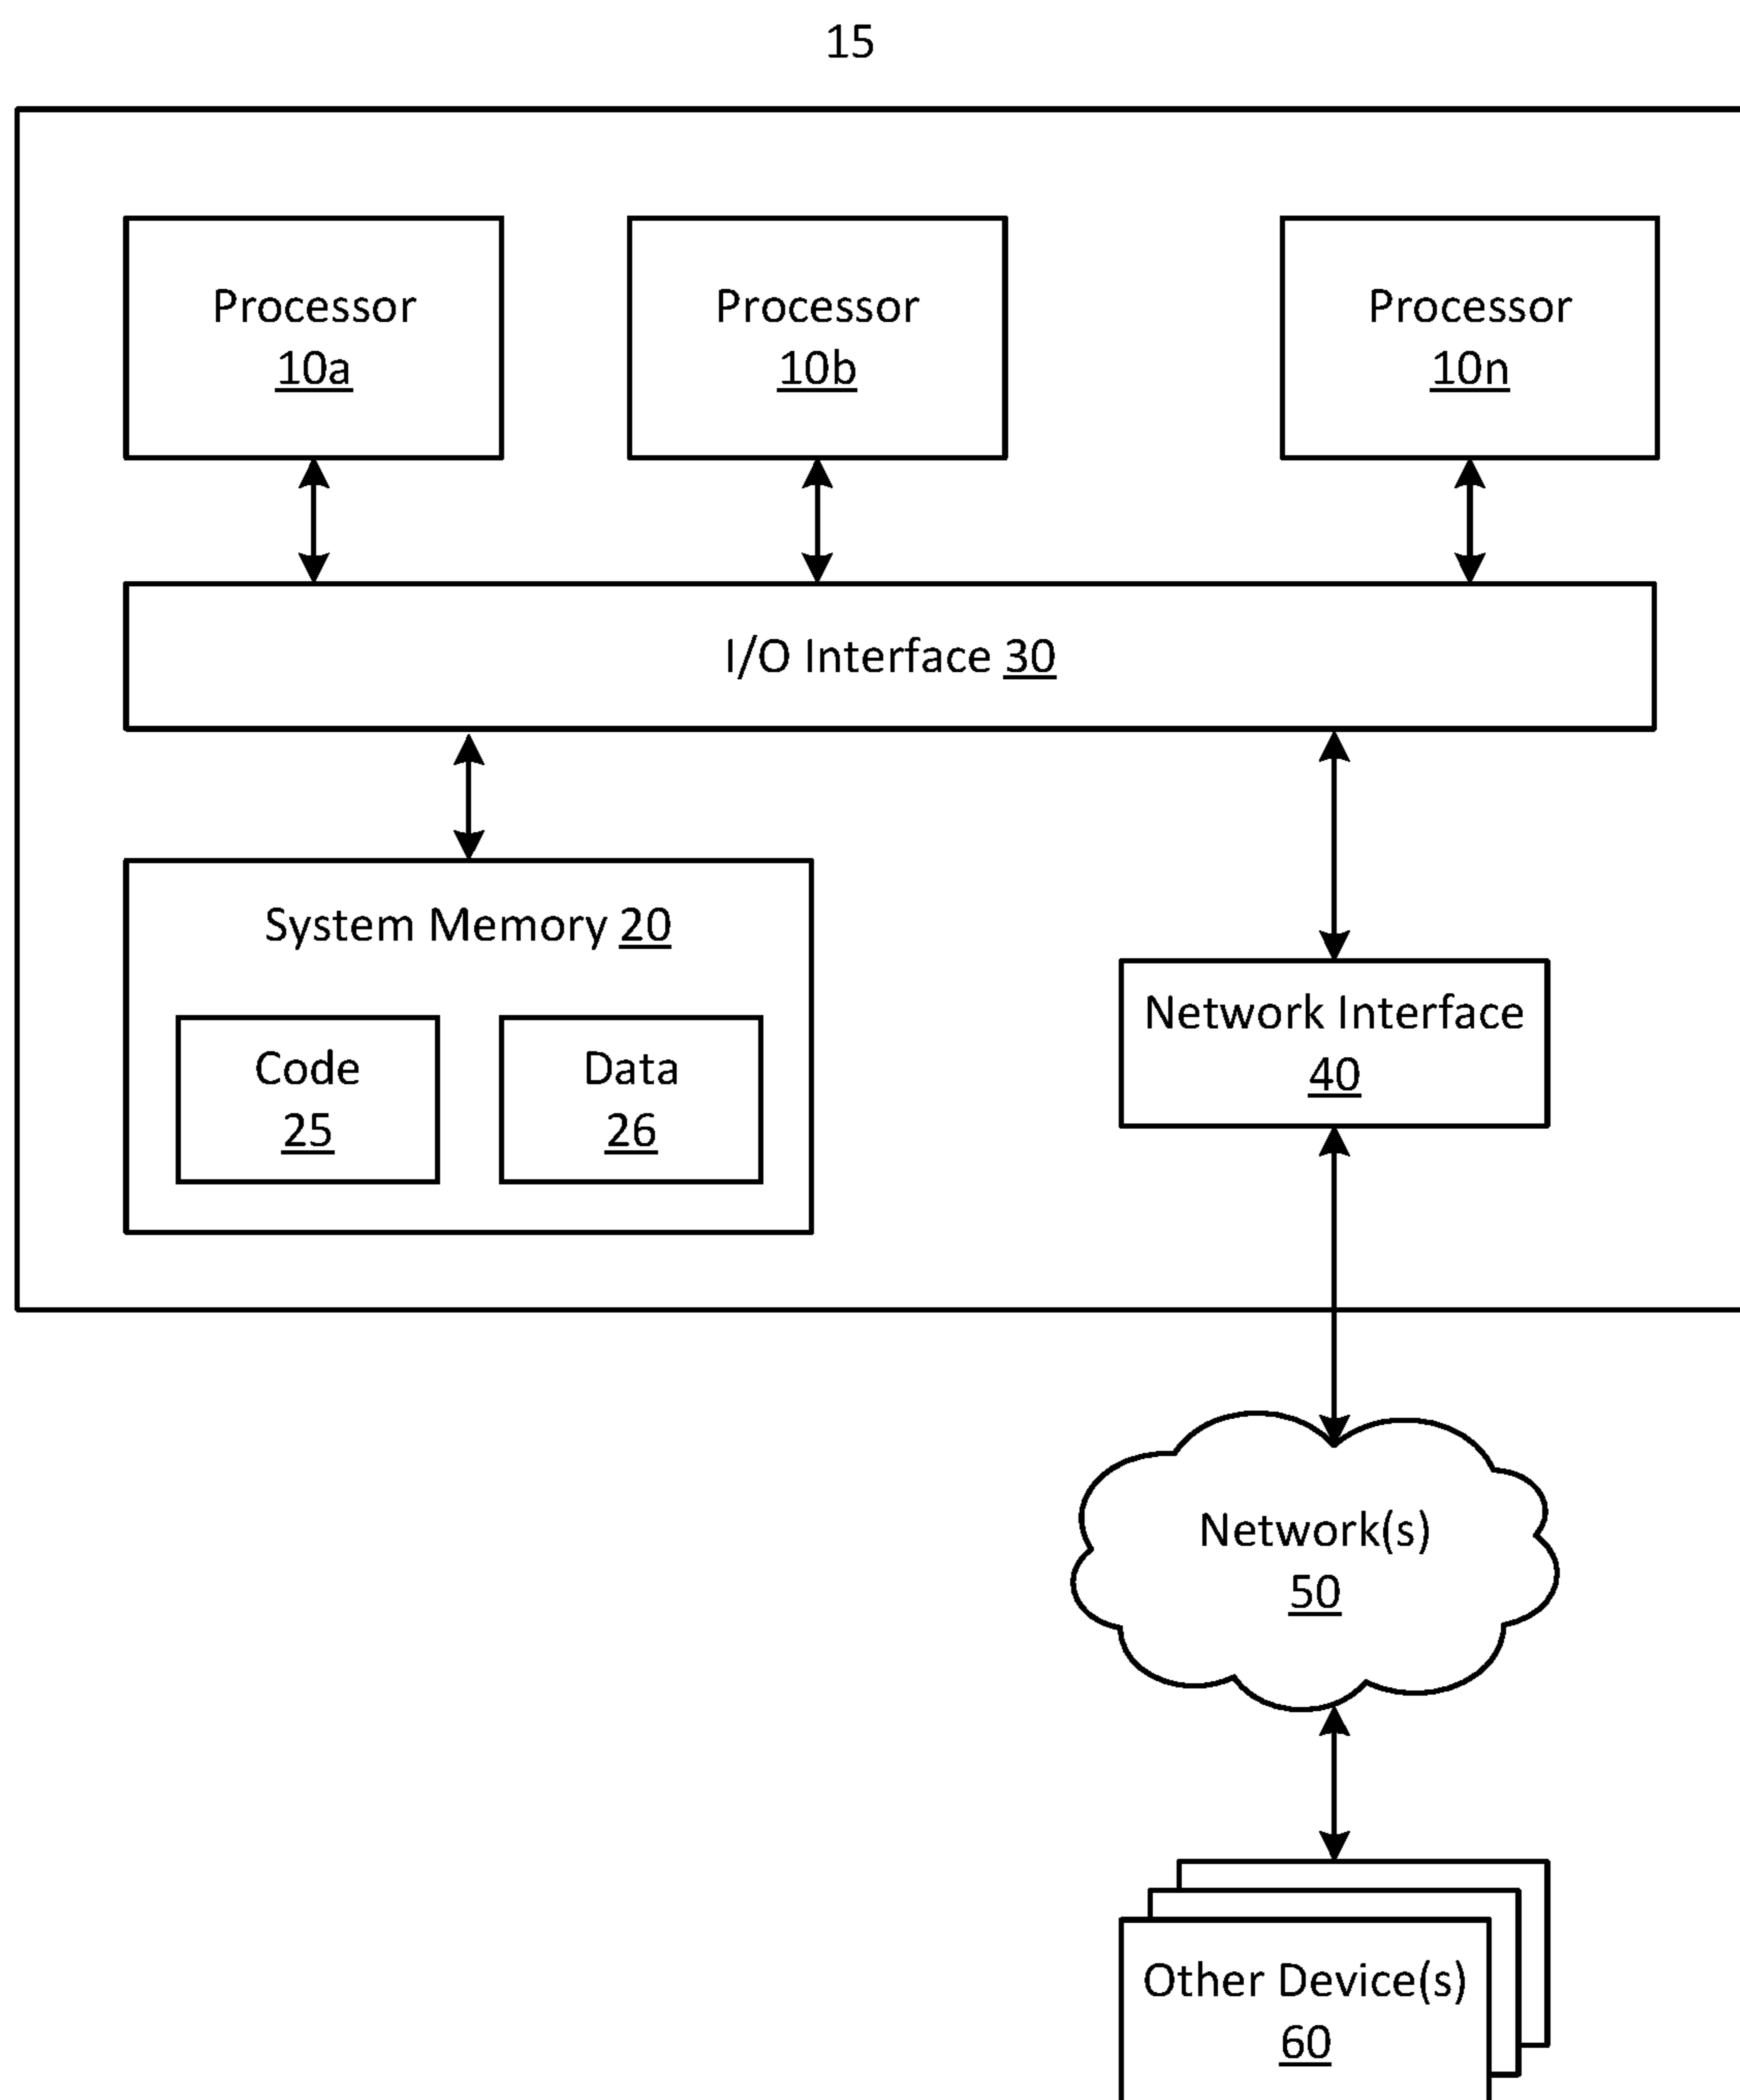 15
Processor
10a
Processor
10b
Processor
10n
I/O Interface 30
System Memory 20
Code
25
Data
26
Network Interface
40
Network(s)
50
Other Device(s)
60